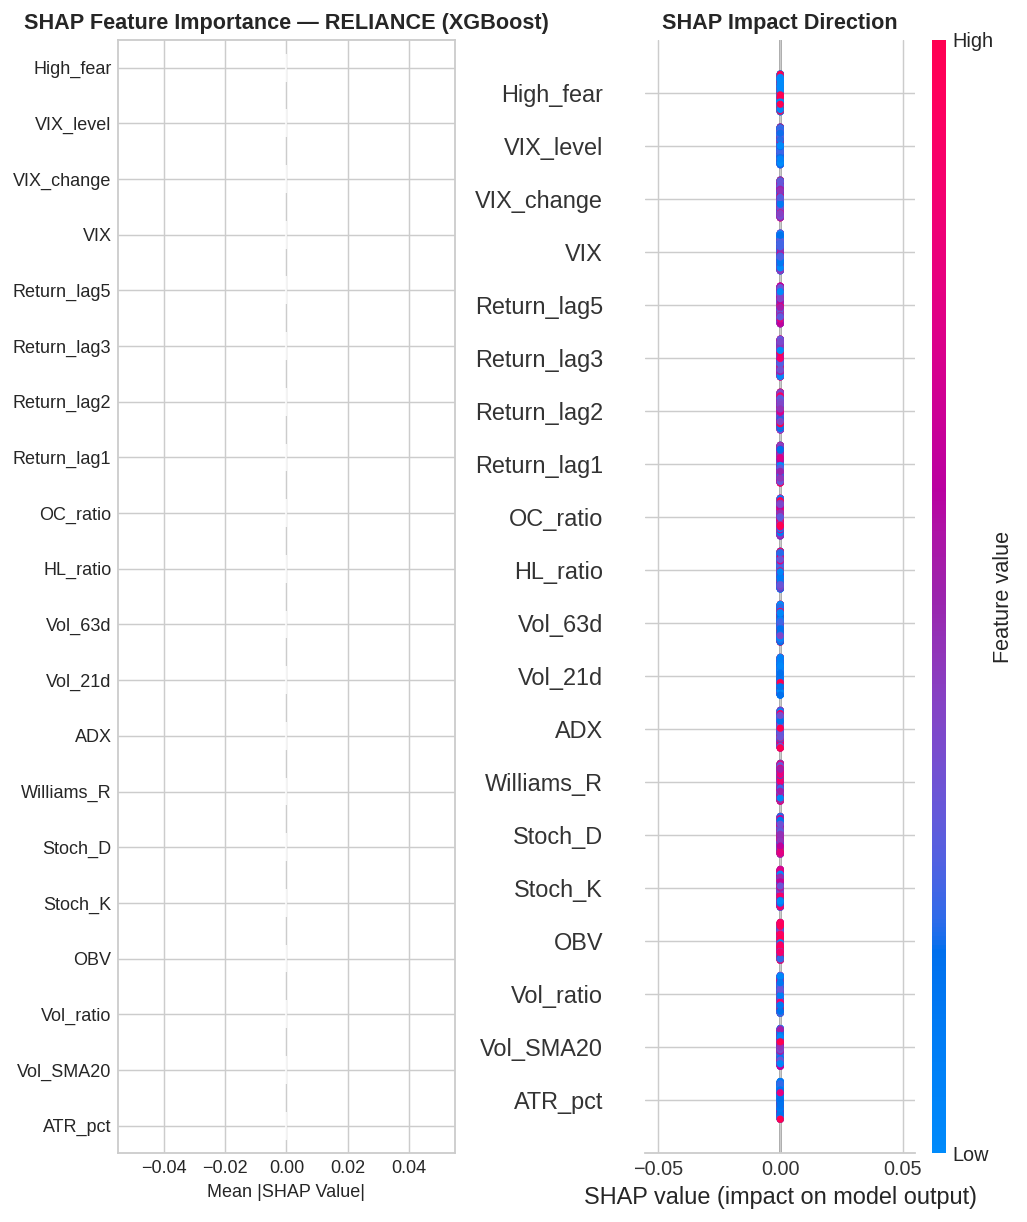 SHAP Feature Importance — RELIANCE (XGBoost)
High_fear
VIX_level
VIX_change
VIX
Return_lag5
Return_lag3
Return_lag2
Return_lag1
OC_ratio
HL_ratio
Vol_63d
Vol_21d
ADX
Williams_R
Stoch_D
Stoch_K
OBV
Vol_ratio
Vol_SMA20
ATR_pct
−0.04 −0.02 0.00 0.02 0.04
Mean |SHAP Value|
SHAP Impact Direction
High_fear
VIX_level
VIX_change
VIX
Return_lag5
Return_lag3
Return_lag2
Return_lag1
OC_ratio
HL_ratio
Vol_63d
Vol_21d
ADX
Williams_R
Stoch_D
Stoch_K
OBV
Vol_ratio
Vol_SMA20
ATR_pct
−0.05 0.00 0.05
SHAP value (impact on model output)
High
Feature value
Low